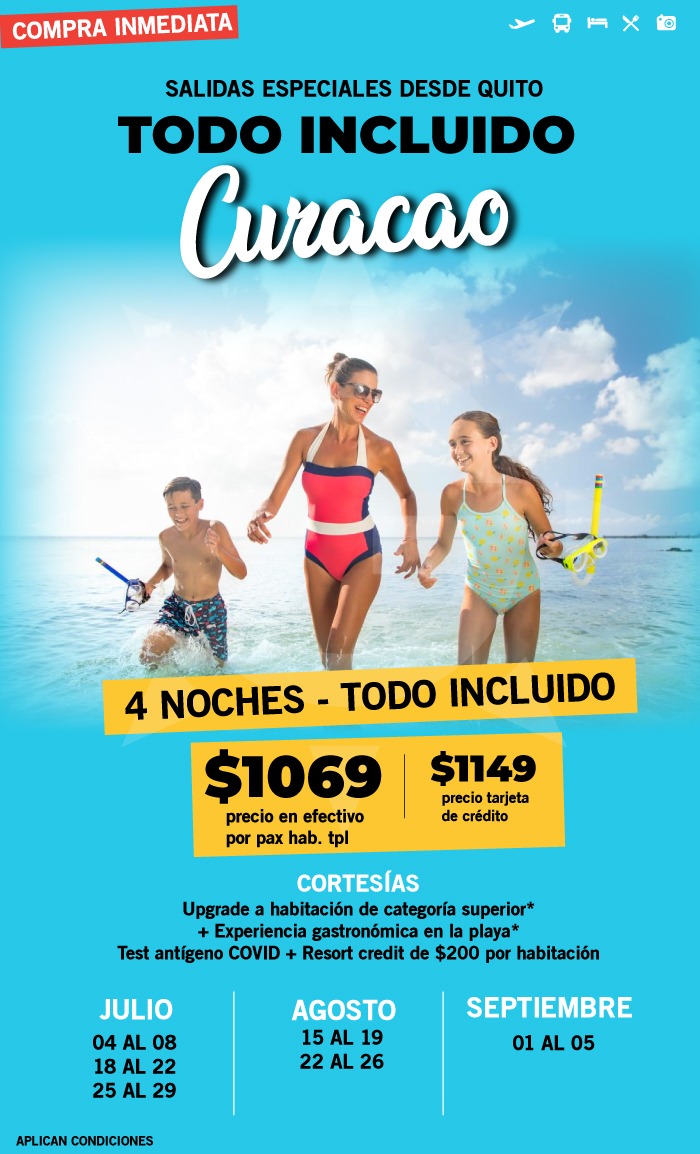 COMPRA INMEDIATA
SALIDAS ESPECIALES DESDE QUITO
TODO INCLUIDO
Curacao
4 NOCHES - TODO INCLUIDO
$1069
precio en efectivo
por pax hab. tpl
$1149
precio tarjeta
de crédito
CORTESÍAS
Upgrade a habitación de categoría superior*
+ Experiencia gastronómica en la playa*
Test antígeno COVID + Resort credit de $200 por habitación
JULIO
04 AL 08
18 AL 22
25 AL 29
AGOSTO
15 AL 19
22 AL 26
SEPTIEMBRE
01 AL 05
APLICAN CONDICIONES